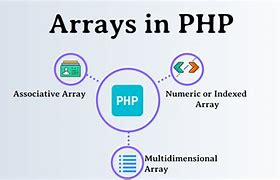 Arrays in PHP
Associative Array
PHP
Numeric or Indexed
Array
Multidimensional
Array